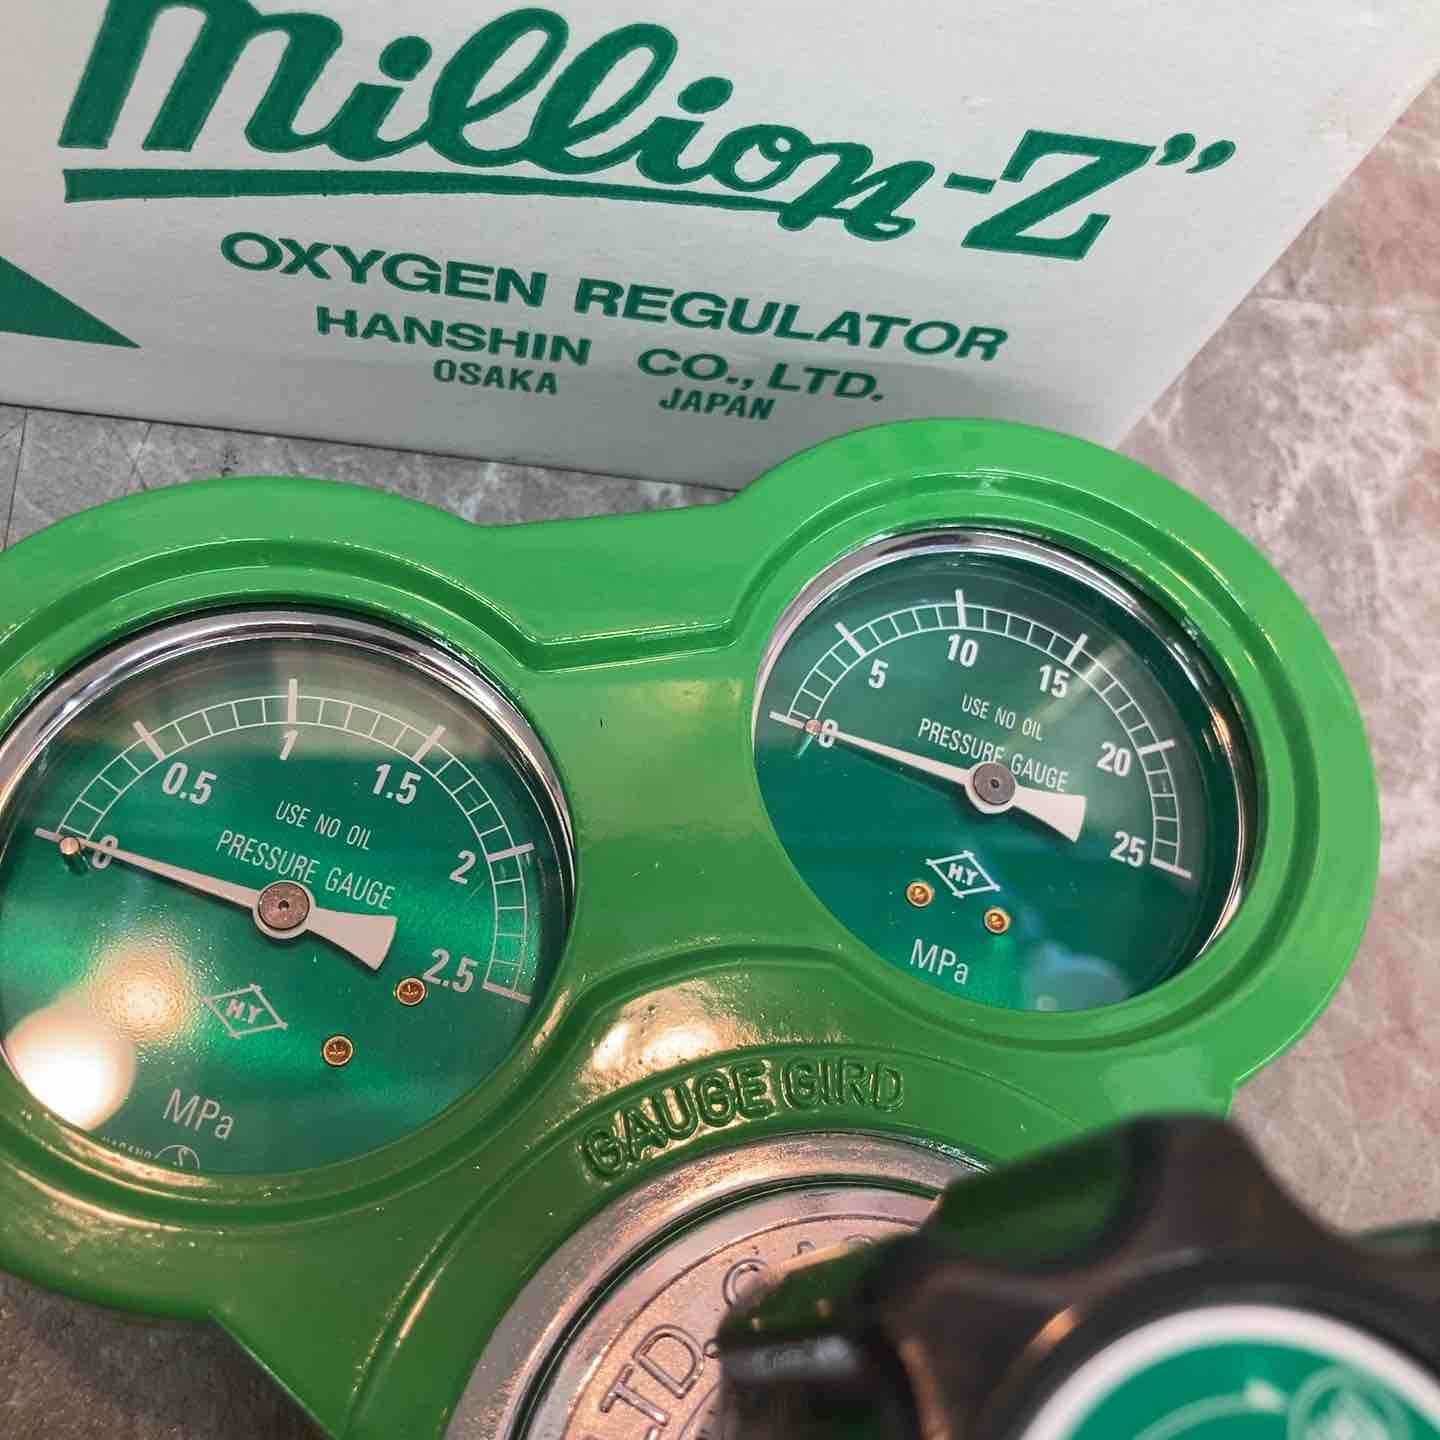 Million-Z”
OXYGEN REGULATOR
HANSHIN CO., LTD.
OSAKA JAPAN
0 0.5 1 1.5 2 2.5
USE NO OIL
PRESSURE GAUGE
H.Y
MPa
0 5 10 15 20 25
USE NO OIL
PRESSURE GAUGE
H.Y
MPa
GAUGE GIRD
LTD.